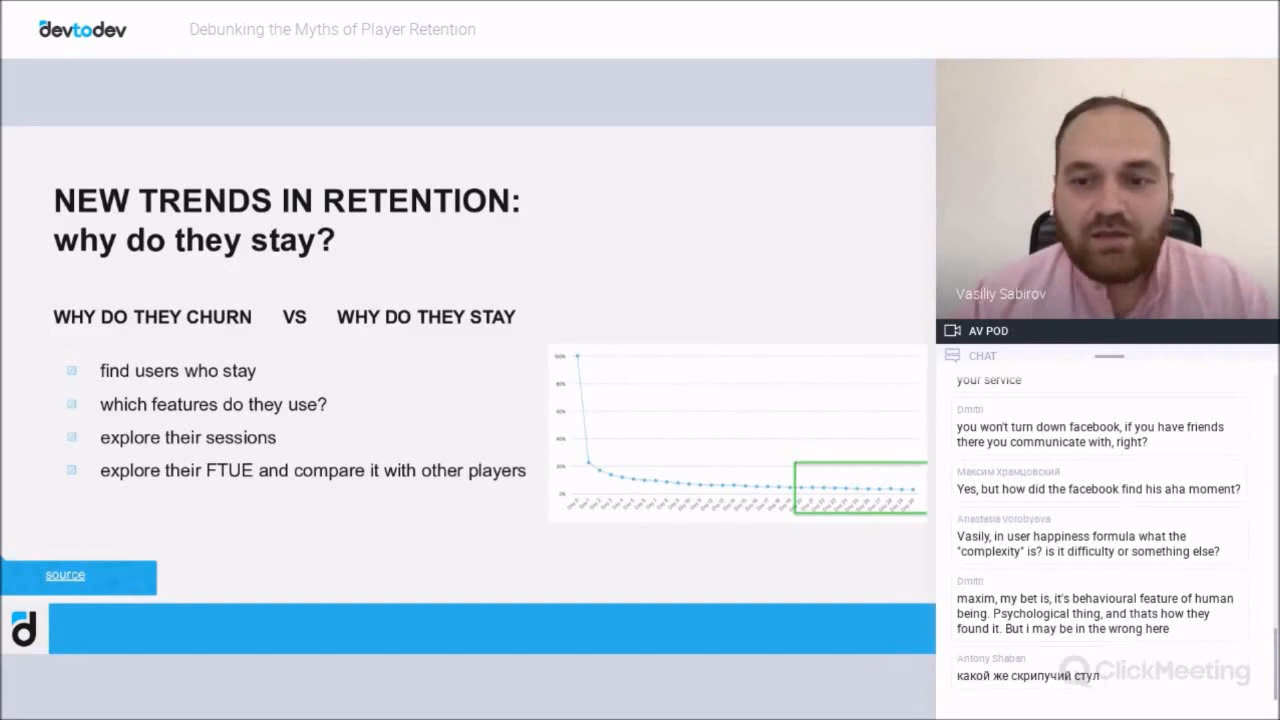 devtodev
Debunking the Myths of Player Retention
NEW TRENDS IN RETENTION:
why do they stay?
WHY DO THEY CHURN VS WHY DO THEY STAY
find users who stay
which features do they use?
explore their sessions
explore their FTUE and compare it with other players
100%
80%
60%
40%
20%
0%
source
d
Vasiliy Sabirov
AV POD
CHAT
your service
Dmitri
you won't turn down facebook, if you have friends
there you communicate with, right?
Максим Храмцовский
Yes, but how did the facebook find his aha moment?
Anastasia Vorobyova
Vasily, in user happiness formula what the
"complexity" is? is it difficulty or something else?
Dmitri
maxim, my bet is, it's behavioural feature of human
being. Psychological thing, and thats how they
found it. But i may be in the wrong here
Antony Shaban
какой же скрипучий стул
ClickMeeting